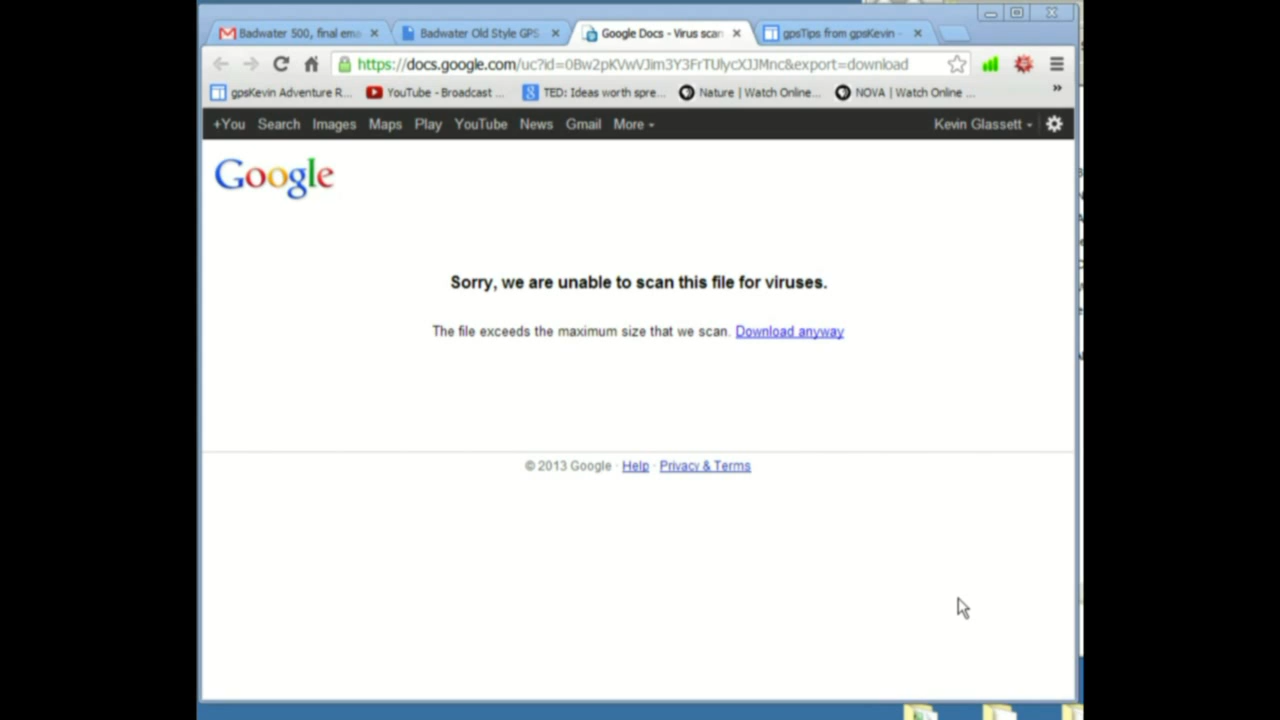 Badwater 500, final ema
Badwater Old Style GPS
Google Docs - Virus scan
gpsTips from gpsKevin -
https://docs.google.com/uc?id=0Bw2pKVwVJim3Y3FrTUlycXJJMnc&export=download
gpsKevin Adventure R...
YouTube - Broadcast ...
TED: Ideas worth spre...
Nature | Watch Online...
NOVA | Watch Online ...
+You Search Images Maps Play YouTube News Gmail More
Kevin Glassett
Google
Sorry, we are unable to scan this file for viruses.
The file exceeds the maximum size that we scan. Download anyway
© 2013 Google · Help · Privacy & Terms